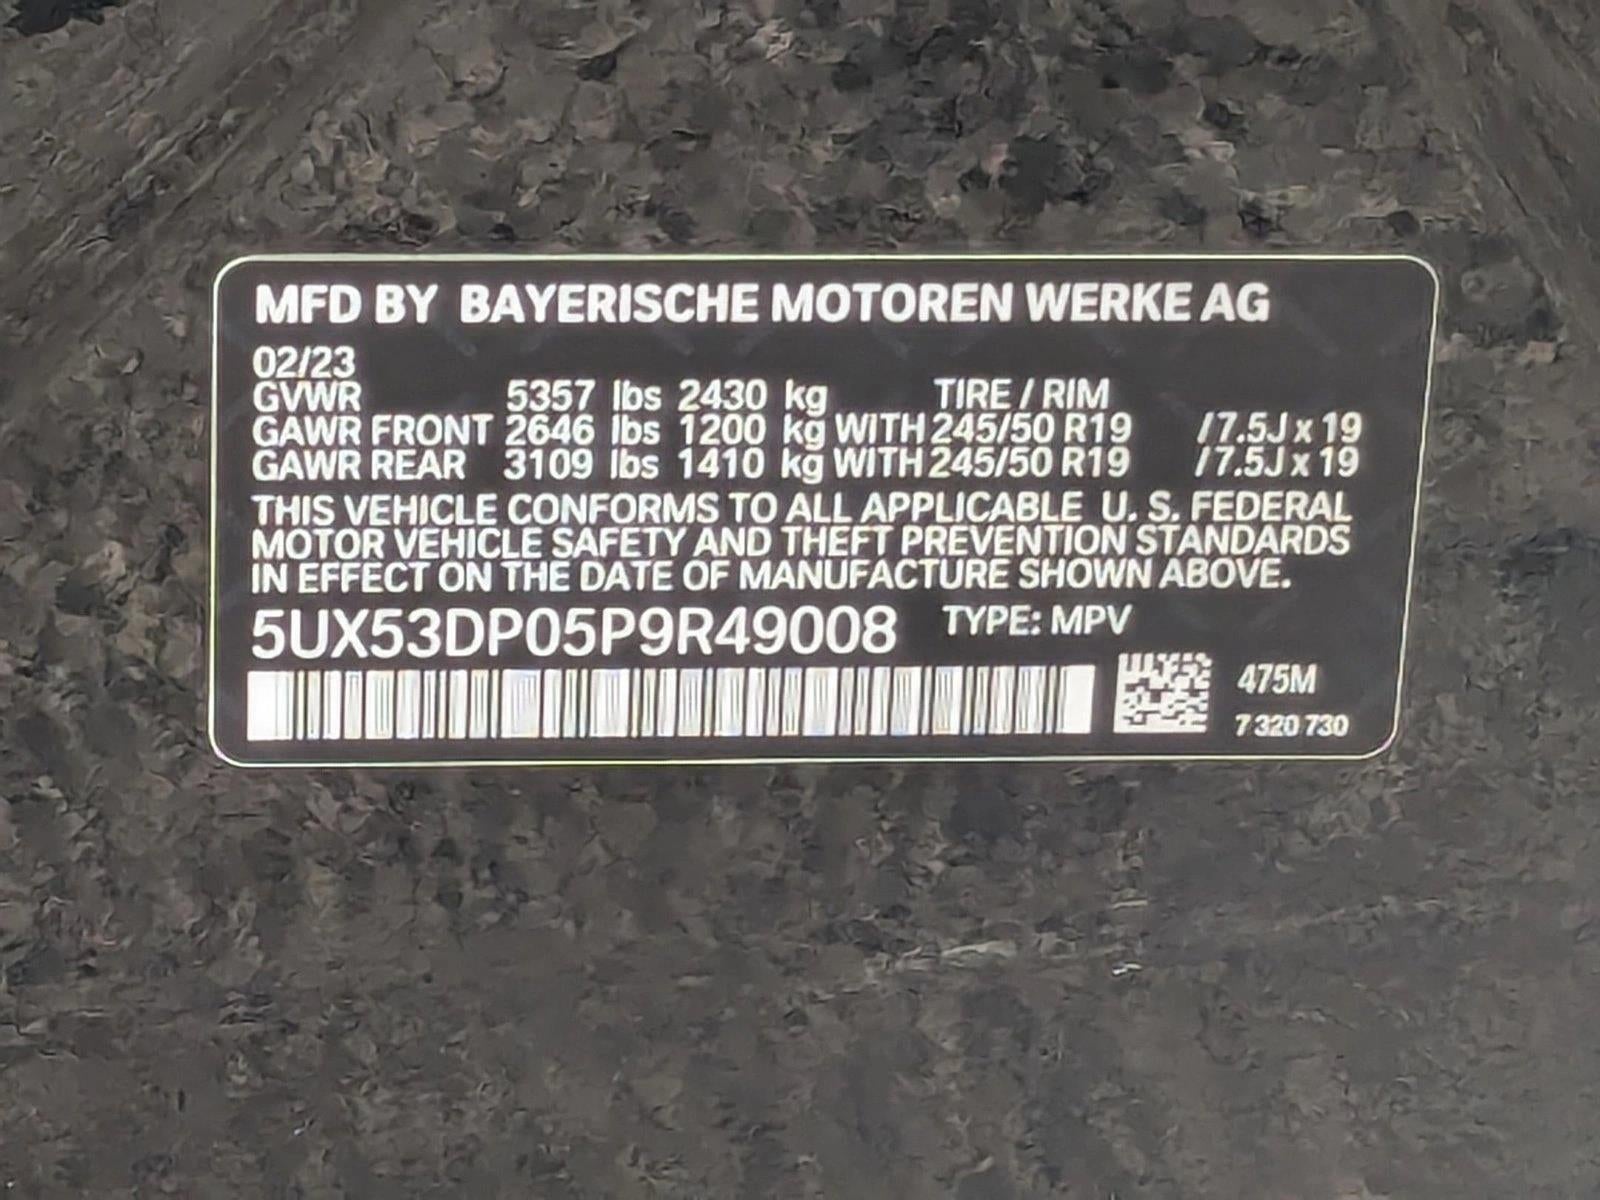 MFD BY BAYERISCHE MOTOREN WERKE AG
02/23
GVWR 5357 lbs 2430 kg TIRE / RIM
GAWR FRONT 2646 lbs 1200 kg WITH 245/50 R19 / 7.5J x 19
GAWR REAR 3109 lbs 1410 kg WITH 245/50 R19 / 7.5J x 19
THIS VEHICLE CONFORMS TO ALL APPLICABLE U. S. FEDERAL
MOTOR VEHICLE SAFETY AND THEFT PREVENTION STANDARDS
IN EFFECT ON THE DATE OF MANUFACTURE SHOWN ABOVE.
5UX53DP05P9R49008 TYPE: MPV
475M
7 320 730